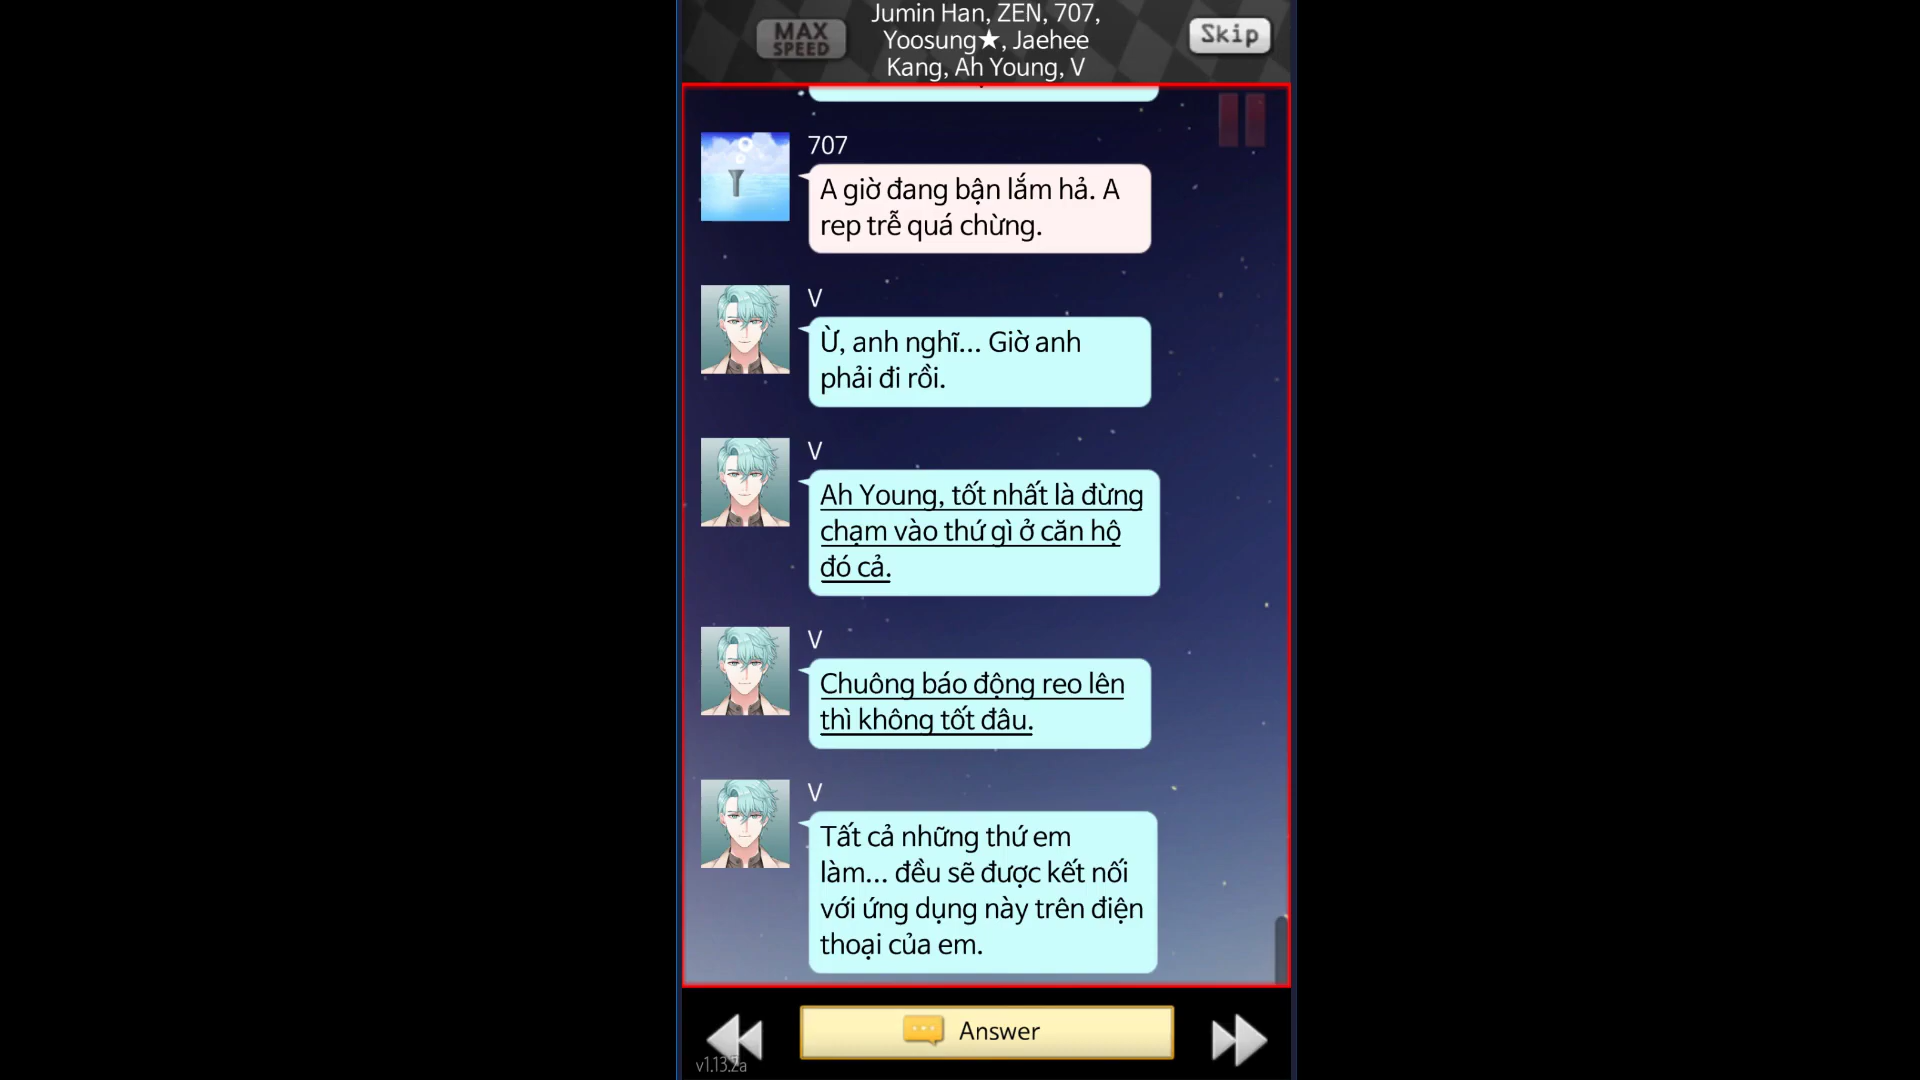 MAX
SPEED
Jumin Han, ZEN, 707,
Yoosung★, Jaehee
Kang, Ah Young, V
Skip
707
A giờ đang bận lắm hả. A
rep trễ quá chừng.
V
Ừ, anh nghĩ... Giờ anh
phải đi rồi.
V
Ah Young, tốt nhất là đừng
chạm vào thứ gì ở căn hộ
đó cả.
V
Chuông báo động reo lên
thì không tốt đâu.
V
Tất cả những thứ em
làm... đều sẽ được kết nối
với ứng dụng này trên điện
thoại của em.
Answer
v1.13.2a